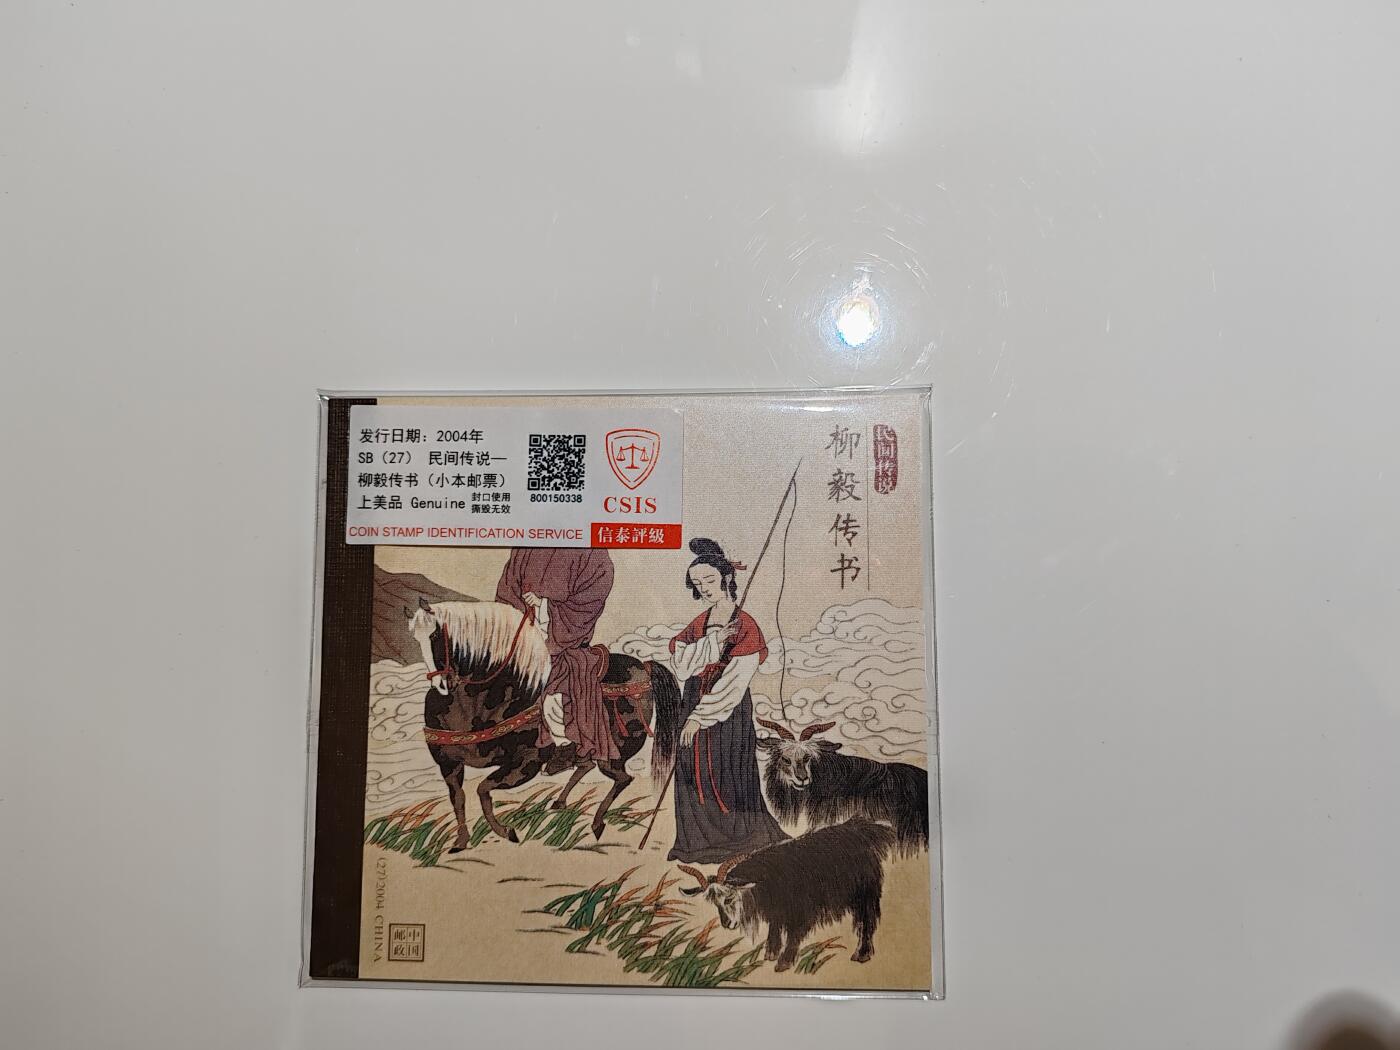 发行日期：2004年
SB（27） 民间传说—
柳毅传书（小本邮票）
上美品 Genuine 封口使用
撕毁无效
800150338
CSIS
COIN STAMP IDENTIFICATION SERVICE
信泰評級
柳毅传书
民间传说
(27)2004 CHINA
中国
邮政